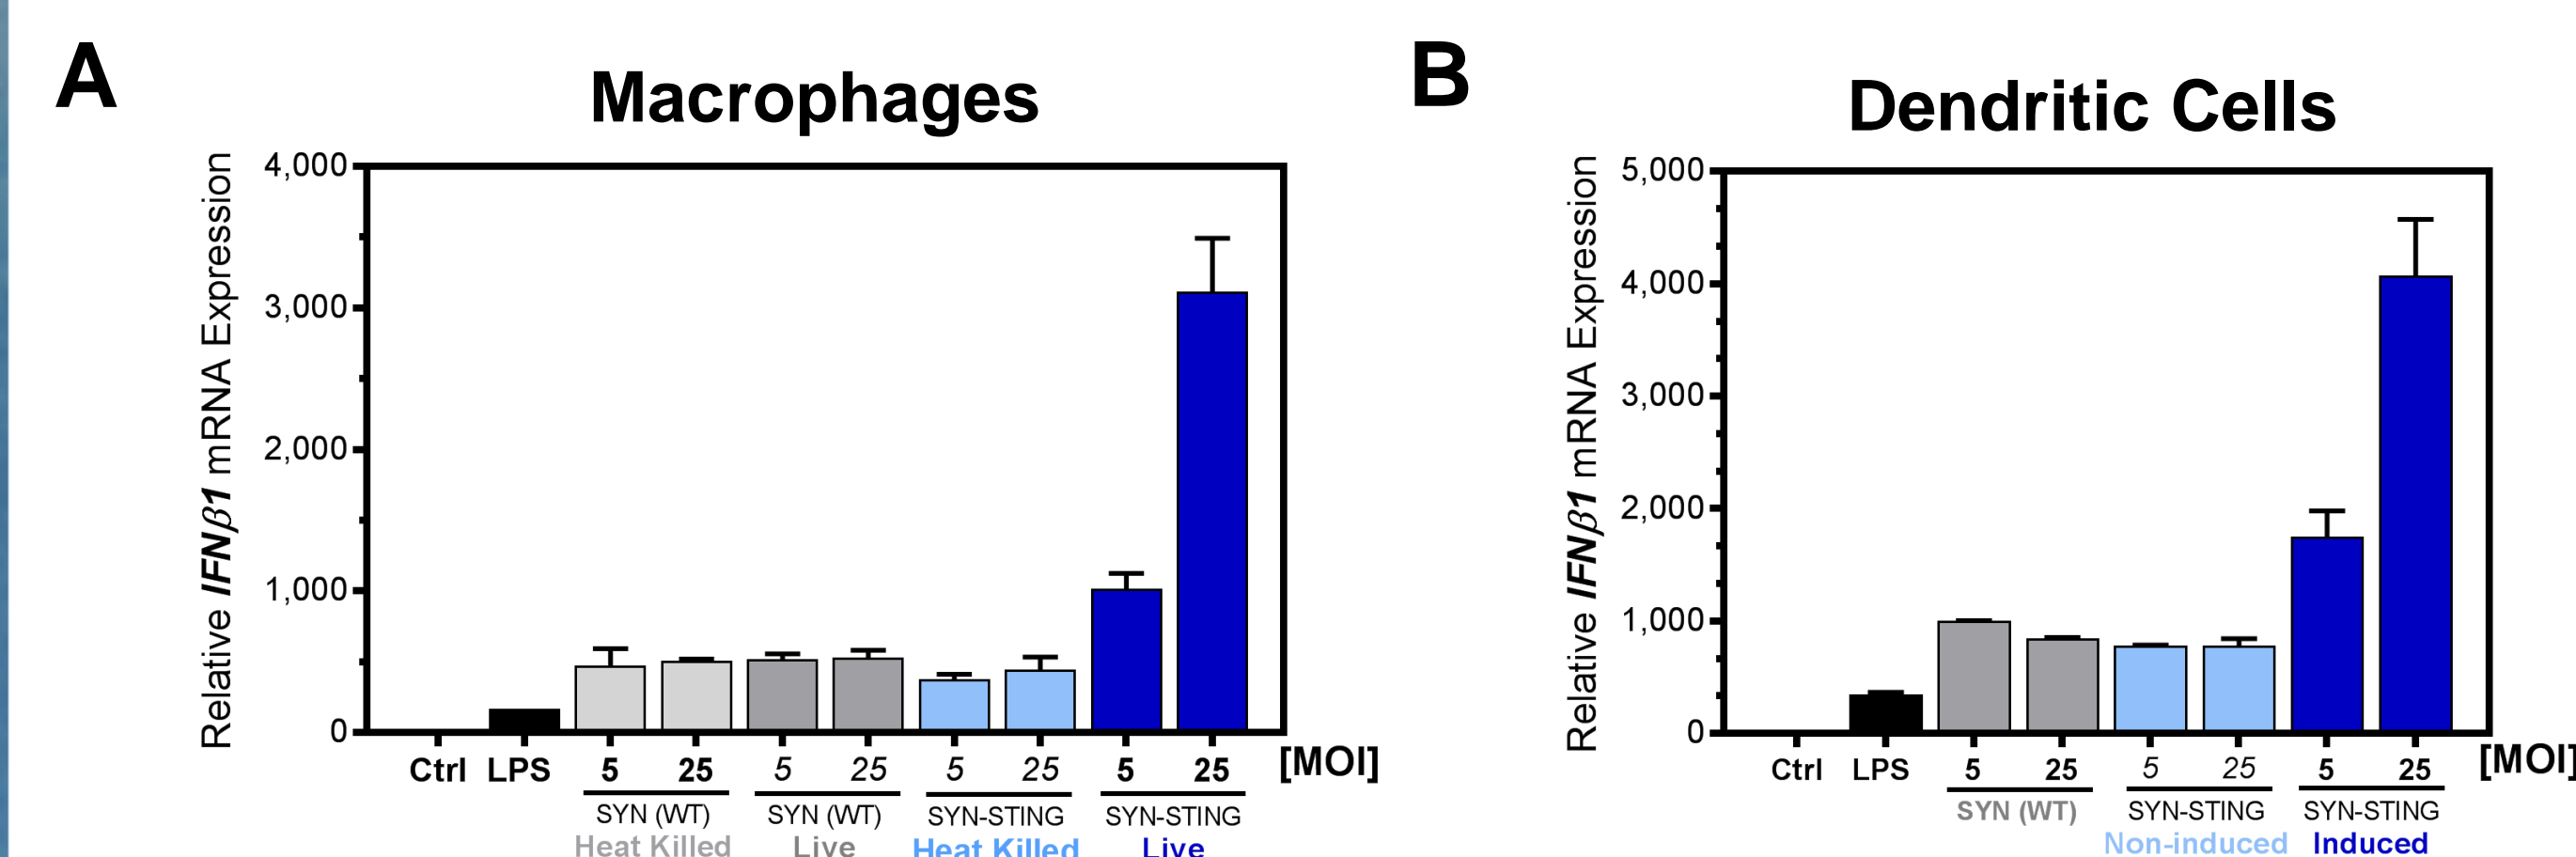 A
Macrophages
Relative IFNβ1 mRNA Expression
4,000
3,000
2,000
1,000
0
Ctrl LPS 5 25 5 25 5 25 5 25 [MOI]
SYN (WT) SYN (WT) SYN-STING SYN-STING
Heat Killed Live Heat Killed Live
B
Dendritic Cells
Relative IFNβ1 mRNA Expression
5,000
4,000
3,000
2,000
1,000
0
Ctrl LPS 5 25 5 25 5 25 [MOI]
SYN (WT) SYN-STING SYN-STING
Non-induced Induced